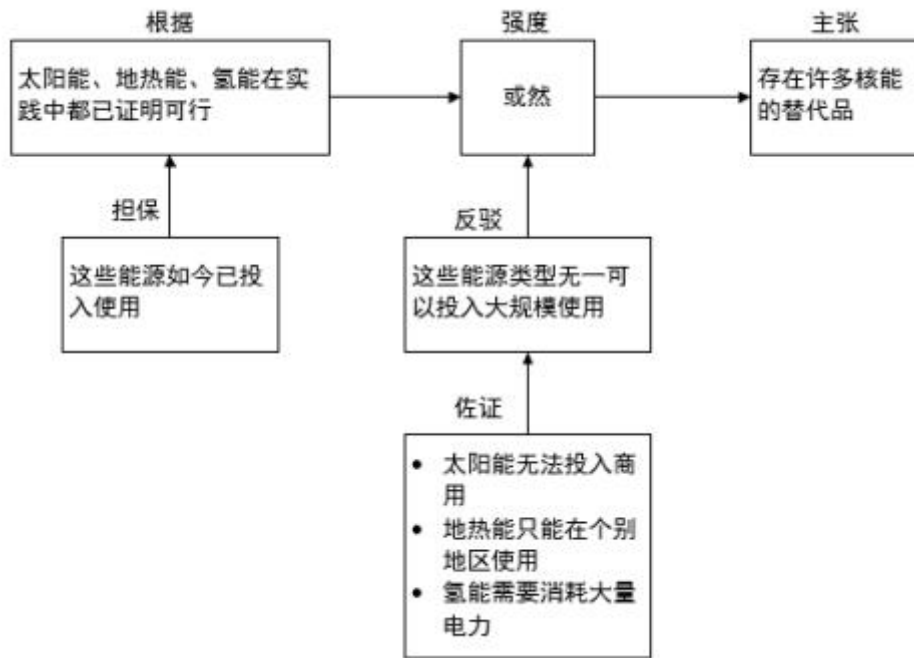 根据
强度
主张
太阳能、地热能、氢能在实
践中都已证明可行
或然
存在许多核能
的替代品
担保
反驳
这些能源如今已投
入使用
这些能源类型无一可
以投入大规模使用
佐证
• 太阳能无法投入商
用
• 地热能只能在个别
地区使用
• 氢能需要消耗大量
电力